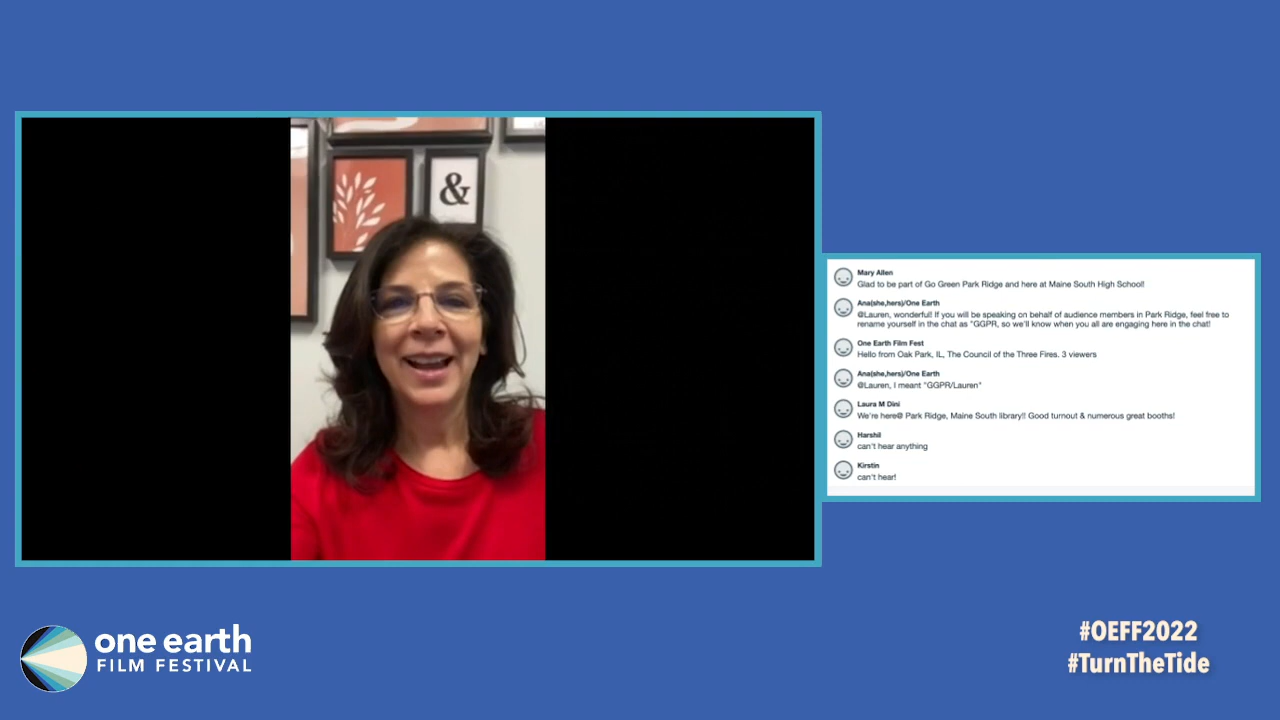 &
Mary Allen
Glad to be part of Go Green Park Ridge and here at Maine South High School!
Ana(she,hers)/One Earth
@Lauren, wonderful! If you will be speaking on behalf of audience members in Park Ridge, feel free to
rename yourself in the chat as "GGPR, so we'll know when you all are engaging here in the chat!
One Earth Film Fest
Hello from Oak Park, IL, The Council of the Three Fires. 3 viewers
Ana(she,hers)/One Earth
@Lauren, I meant "GGPR/Lauren"
Laura M Dini
We're here@ Park Ridge, Maine South library!! Good turnout & numerous great booths!
Harshil
can't hear anything
Kirstin
can't hear!
one earth
FILM FESTIVAL
#OEFF2022
#TurnTheTide